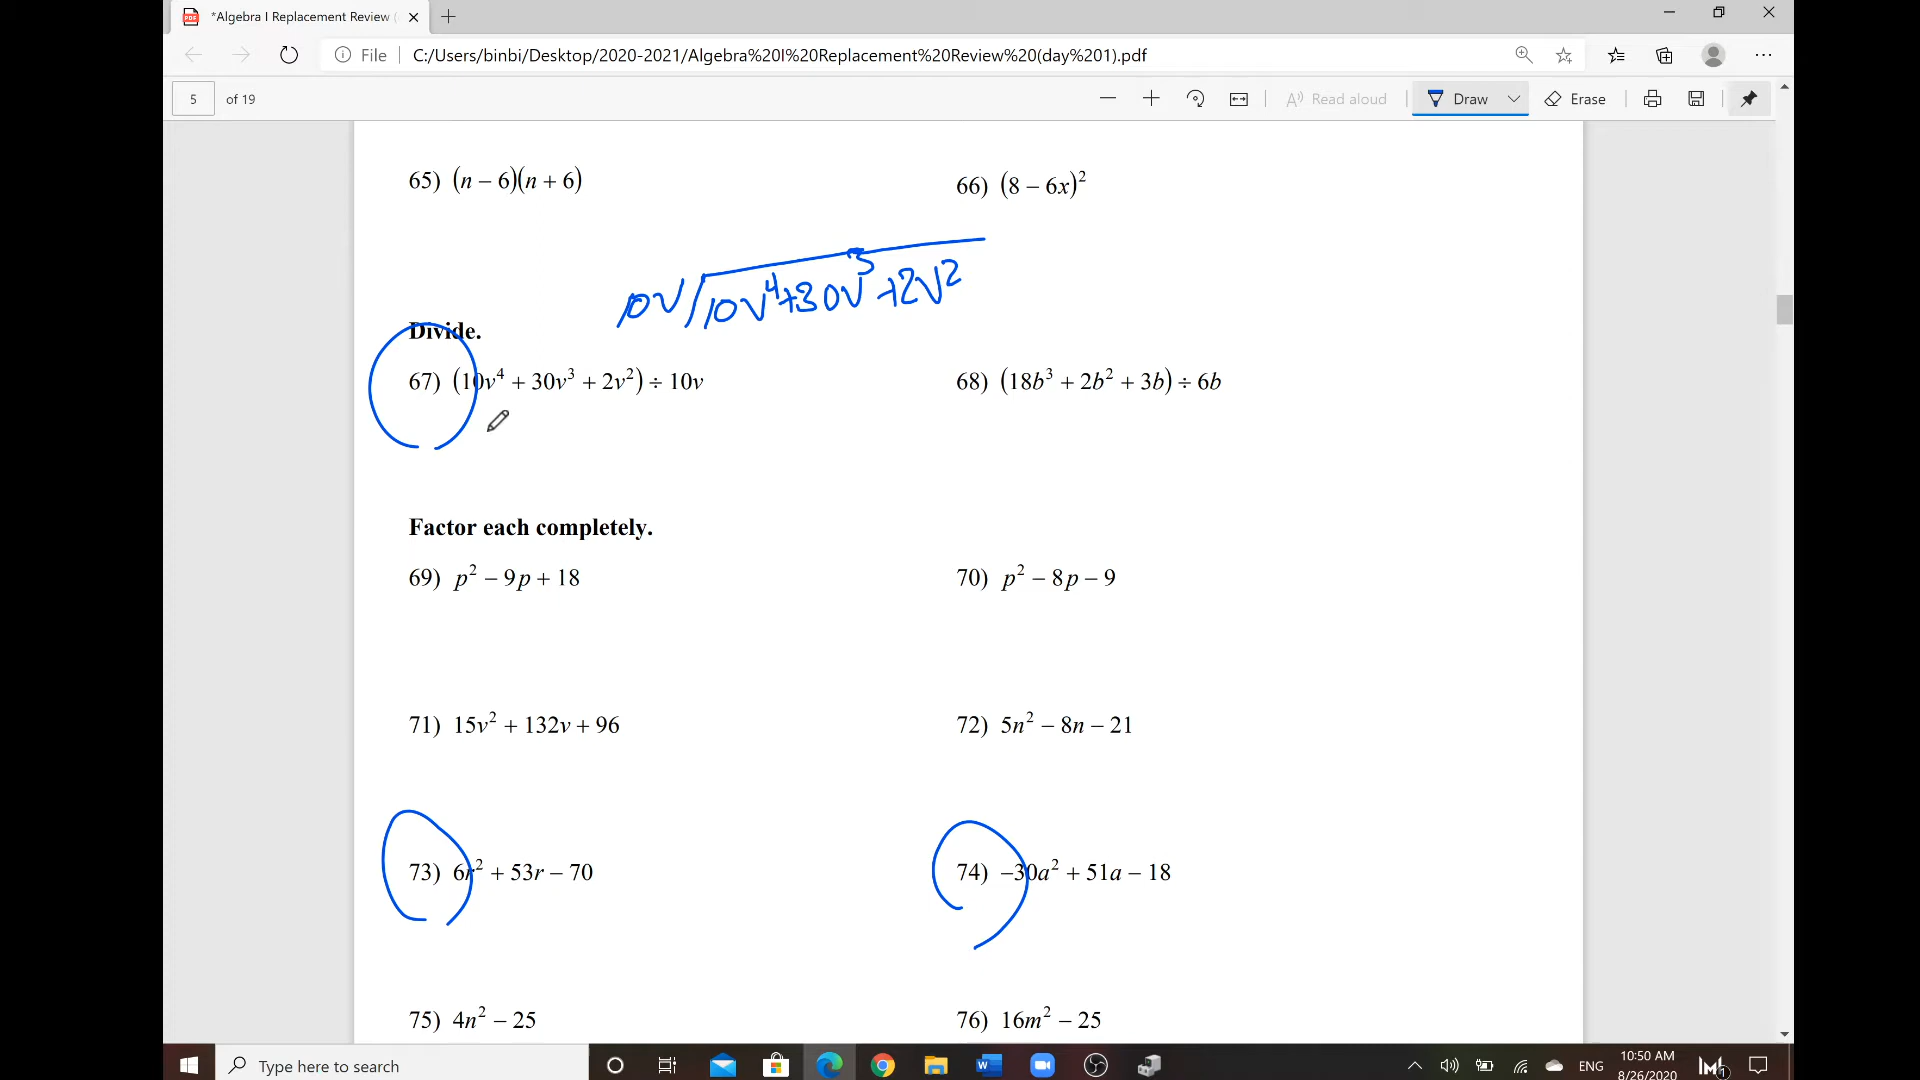 *Algebra I Replacement Review (
File | C:/Users/binbi/Desktop/2020-2021/Algebra%20I%20Replacement%20Review%20(day%201).pdf
5 of 19 Read aloud Draw Erase
65) (n − 6)(n + 6) 66) (8 − 6x)²
10v 10v⁴+30v³+2v²
Divide.
67) (10v⁴ + 30v³ + 2v²) ÷ 10v 68) (18b³ + 2b² + 3b) ÷ 6b
Factor each completely.
69) p² − 9p + 18 70) p² − 8p − 9
71) 15v² + 132v + 96 72) 5n² − 8n − 21
73) 6r² + 53r − 70 74) −30a² + 51a − 18
75) 4n² − 25 76) 16m² − 25
Type here to search ENG 10:50 AM
8/26/2020